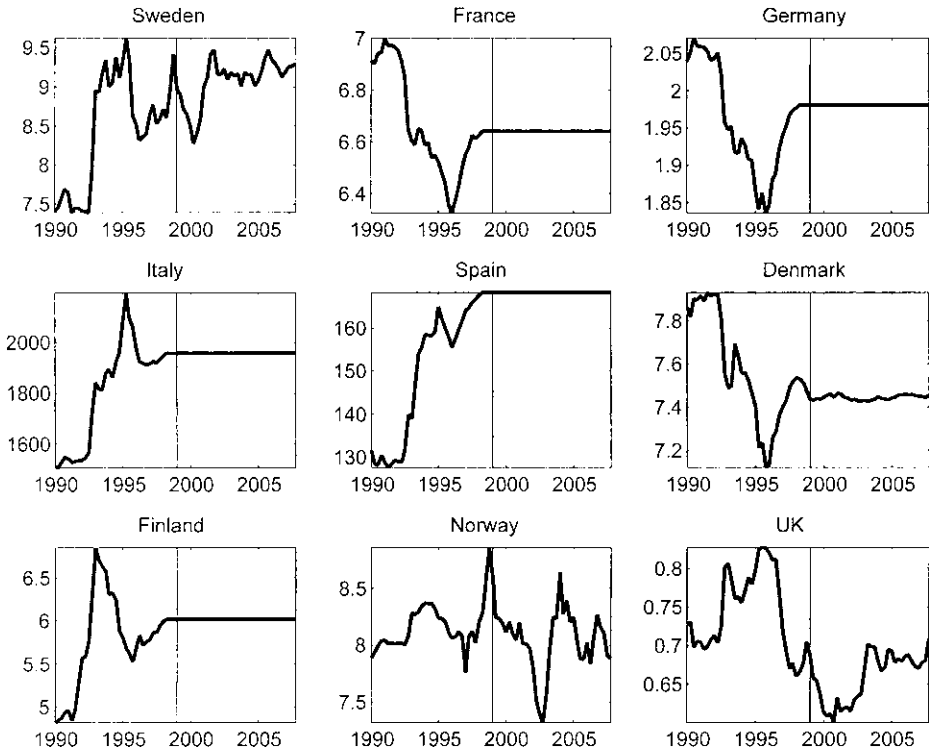 Sweden
9.5
9
8.5
8
7.5
1990 1995 2000 2005
France
7
6.8
6.6
6.4
1990 1995 2000 2005
Germany
2.05
2
1.95
1.9
1.85
1990 1995 2000 2005
Italy
2000
1800
1600
1990 1995 2000 2005
Spain
160
150
140
130
1990 1995 2000 2005
Denmark
7.8
7.6
7.4
7.2
1990 1995 2000 2005
Finland
6.5
6
5.5
5
1990 1995 2000 2005
Norway
8.5
8
7.5
1990 1995 2000 2005
UK
0.8
0.75
0.7
0.65
1990 1995 2000 2005